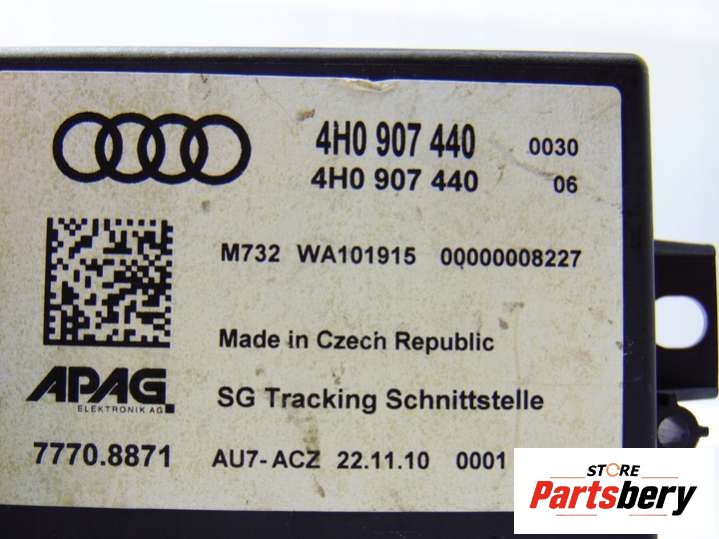 4H0 907 440 0030
4H0 907 440 06
M732 WA101915 00000008227
Made in Czech Republic
APAG
ELEKTRONIK AG
SG Tracking Schnittstelle
7770.8871 AU7-ACZ 22.11.10 0001
STORE
Partsbery